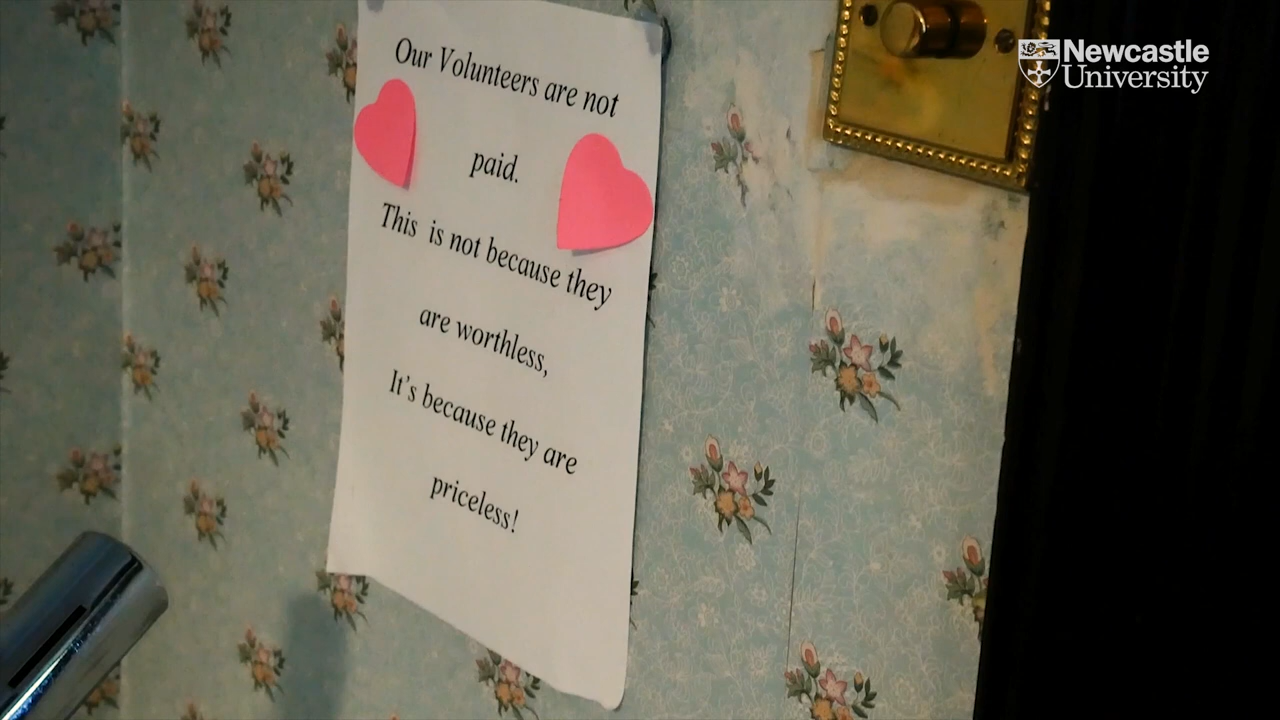 Our Volunteers are not
paid.
This is not because they
are worthless,
It's because they are
priceless!
Newcastle
University